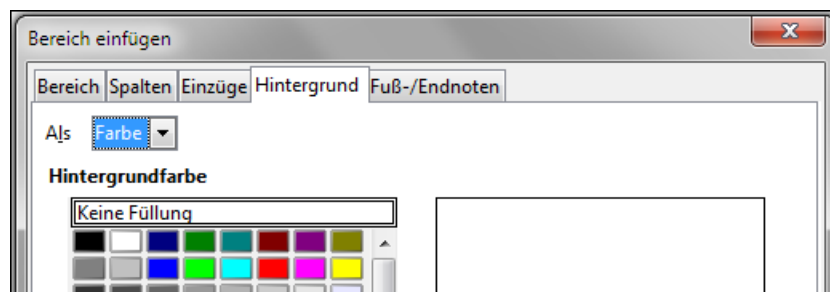 Bereich einfügen
Bereich Spalten Einzüge Hintergrund Fuß-/Endnoten
Als Farbe
Hintergrundfarbe
Keine Füllung